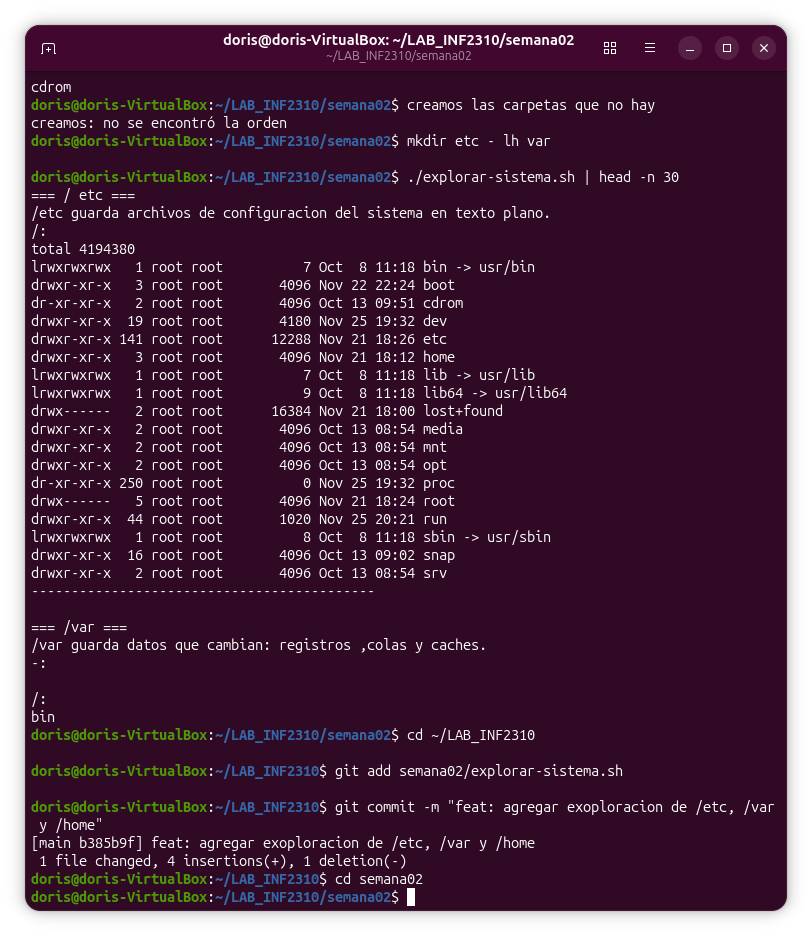 doris@doris-VirtualBox: ~/LAB_INF2310/semana02
~/LAB_INF2310/semana02
cdrom
doris@doris-VirtualBox:~/LAB_INF2310/semana02$ creamos las carpetas que no hay
creamos: no se encontró la orden
doris@doris-VirtualBox:~/LAB_INF2310/semana02$ mkdir etc - lh var
doris@doris-VirtualBox:~/LAB_INF2310/semana02$ ./explorar-sistema.sh | head -n 30
=== / etc ===
/etc guarda archivos de configuracion del sistema en texto plano.
/:
total 4194380
lrwxrwxrwx   1 root root          7 Oct  8 11:18 bin -> usr/bin
drwxr-xr-x   3 root root       4096 Nov 22 22:24 boot
dr-xr-xr-x   2 root root       4096 Oct 13 09:51 cdrom
drwxr-xr-x  19 root root       4180 Nov 25 19:32 dev
drwxr-xr-x 141 root root      12288 Nov 21 18:26 etc
drwxr-xr-x   3 root root       4096 Nov 21 18:12 home
lrwxrwxrwx   1 root root          7 Oct  8 11:18 lib -> usr/lib
lrwxrwxrwx   1 root root          9 Oct  8 11:18 lib64 -> usr/lib64
drwx------   2 root root      16384 Nov 21 18:00 lost+found
drwxr-xr-x   2 root root       4096 Oct 13 08:54 media
drwxr-xr-x   2 root root       4096 Oct 13 08:54 mnt
drwxr-xr-x   2 root root       4096 Oct 13 08:54 opt
dr-xr-xr-x 250 root root          0 Nov 25 19:32 proc
drwx------   5 root root       4096 Nov 21 18:24 root
drwxr-xr-x  44 root root       1020 Nov 25 20:21 run
lrwxrwxrwx   1 root root          8 Oct  8 11:18 sbin -> usr/sbin
drwxr-xr-x  16 root root       4096 Oct 13 09:02 snap
drwxr-xr-x   2 root root       4096 Oct 13 08:54 srv
-------------------------------------------
=== /var ===
/var guarda datos que cambian: registros ,colas y caches.
-:
/:
bin
doris@doris-VirtualBox:~/LAB_INF2310/semana02$ cd ~/LAB_INF2310
doris@doris-VirtualBox:~/LAB_INF2310$ git add semana02/explorar-sistema.sh
doris@doris-VirtualBox:~/LAB_INF2310$ git commit -m "feat: agregar exoploracion de /etc, /var
 y /home"
[main b385b9f] feat: agregar exoploracion de /etc, /var y /home
 1 file changed, 4 insertions(+), 1 deletion(-)
doris@doris-VirtualBox:~/LAB_INF2310$ cd semana02
doris@doris-VirtualBox:~/LAB_INF2310/semana02$